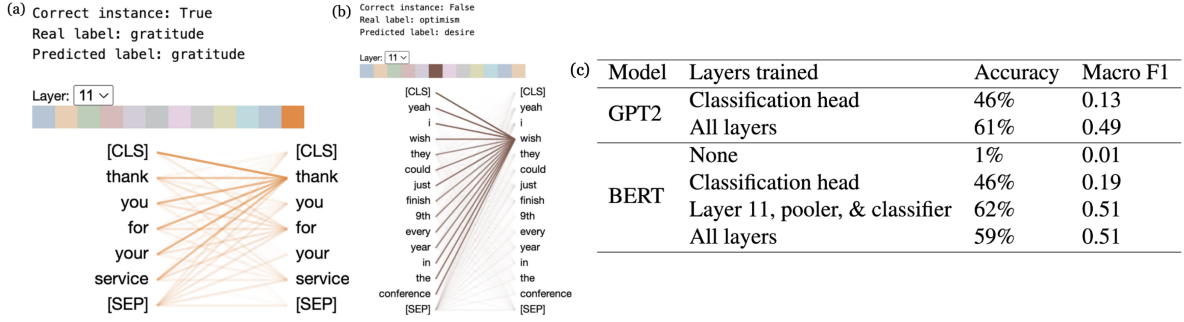 (a)
Correct instance: True
Real label: gratitude
Predicted label: gratitude
Layer: 11
[CLS] [CLS]
thank thank
you you
for for
your your
service service
[SEP] [SEP]
(b)
Correct instance: False
Real label: optimism
Predicted label: desire
Layer: 11
[CLS] [CLS]
yeah yeah
i i
wish wish
they they
could could
just just
finish finish
9th 9th
every every
year year
in in
the the
conference conference
[SEP] [SEP]
(c)
Model Layers trained Accuracy Macro F1
GPT2
Classification head 46% 0.13
All layers 61% 0.49
BERT
None 1% 0.01
Classification head 46% 0.19
Layer 11, pooler, & classifier 62% 0.51
All layers 59% 0.51